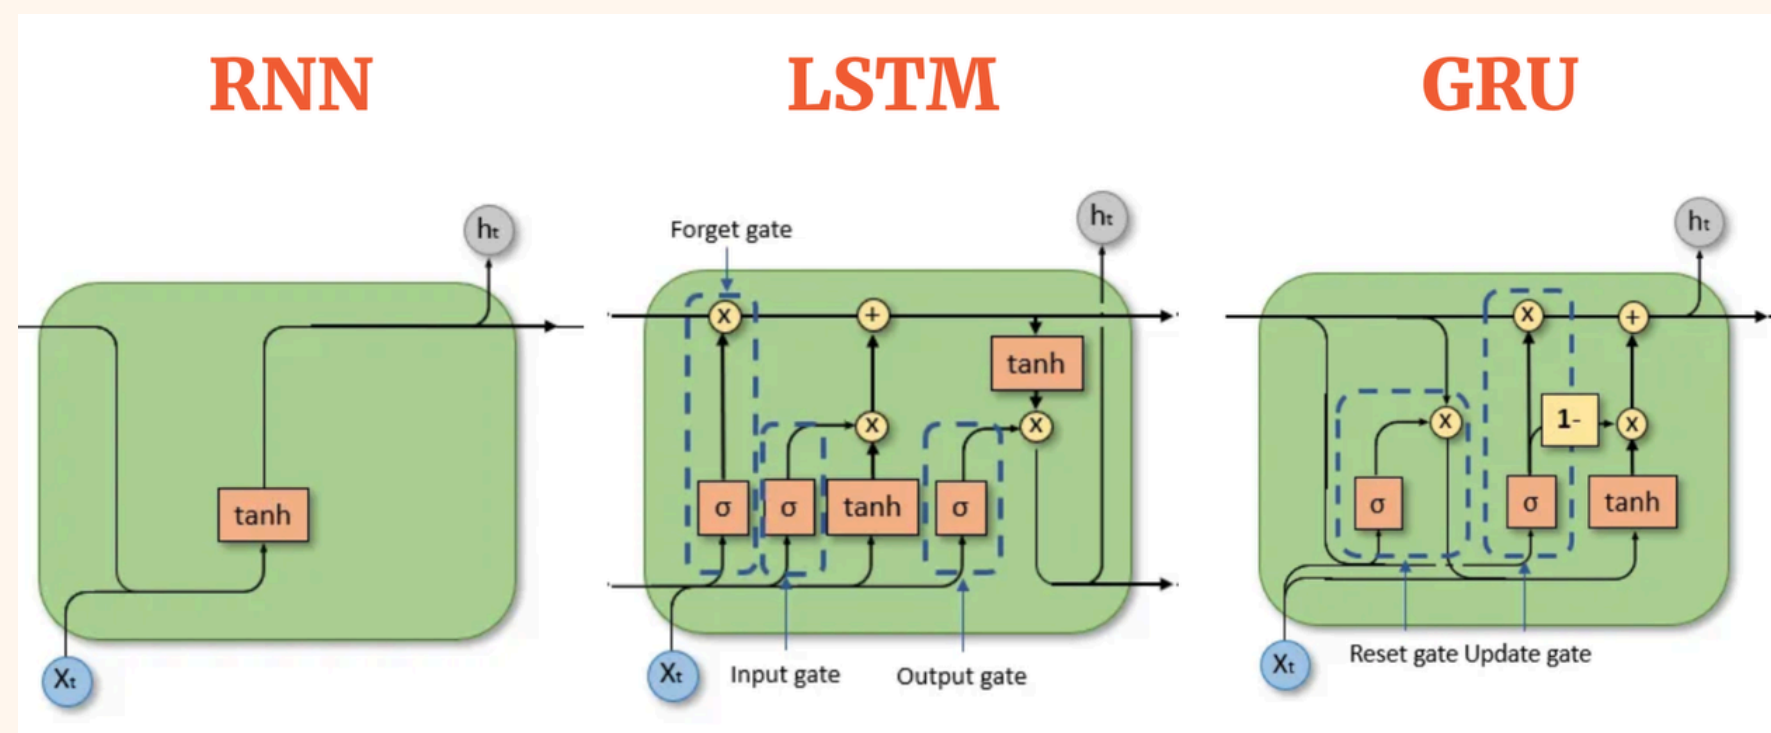 RNN
LSTM
GRU
hₜ
tanh
Xₜ
Forget gate
hₜ
x
+
tanh
x
x
σ
σ
tanh
σ
Xₜ
Input gate
Output gate
hₜ
x
+
x
1-
x
σ
σ
tanh
Xₜ
Reset gate Update gate